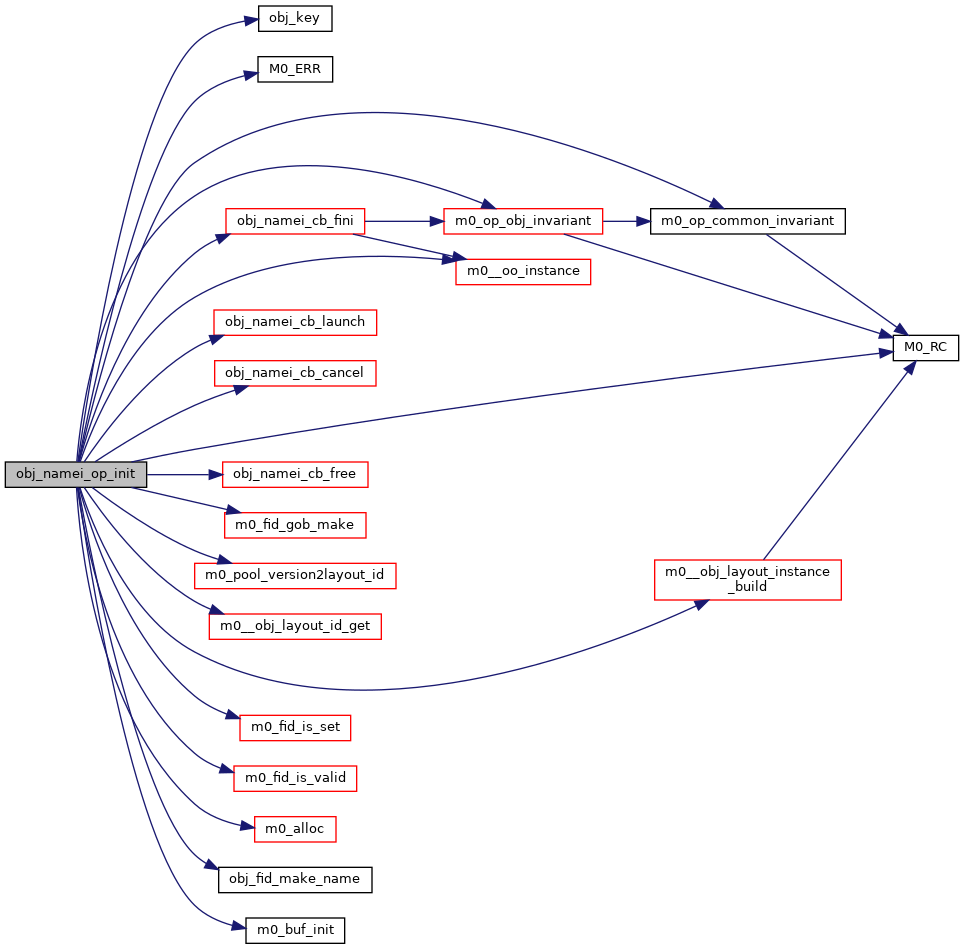 obj_key
M0_ERR
obj_namei_cb_fini
m0_op_obj_invariant
m0_op_common_invariant
m0__oo_instance
obj_namei_cb_launch
M0_RC
obj_namei_cb_cancel
obj_namei_op_init
obj_namei_cb_free
m0_fid_gob_make
m0_pool_version2layout_id
m0__obj_layout_instance
_build
m0__obj_layout_id_get
m0_fid_is_set
m0_fid_is_valid
m0_alloc
obj_fid_make_name
m0_buf_init